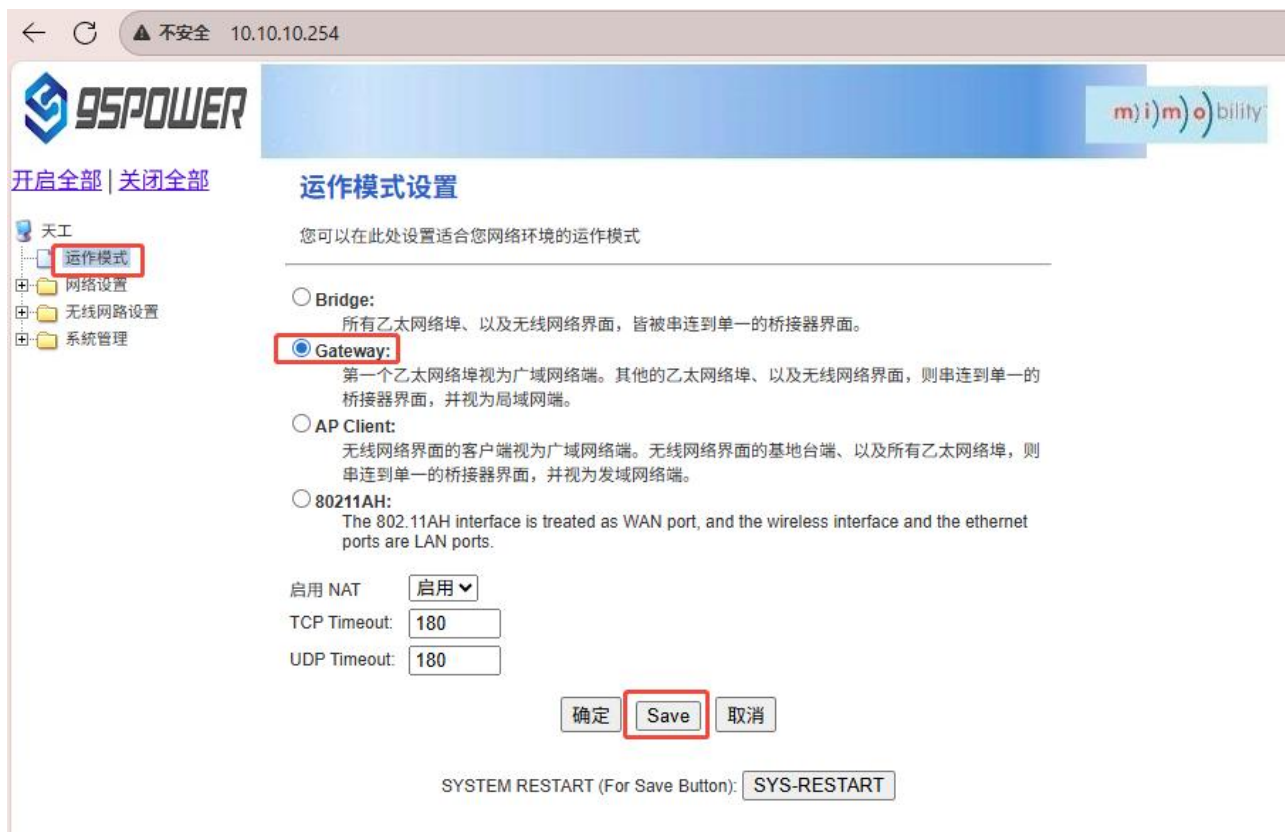 不安全 10.10.10.254
95POWER
m)i)m)o)bility
开启全部 | 关闭全部
天工
运作模式
网络设置
无线网路设置
系统管理
运作模式设置
您可以在此处设置适合您网络环境的运作模式
Bridge:
所有乙太网络埠、以及无线网络界面，皆被串连到单一的桥接器界面。
Gateway:
第一个乙太网络埠视为广域网络端。其他的乙太网络埠、以及无线网络界面，则串连到单一的
桥接器界面，并视为局域网端。
AP Client:
无线网络界面的客户端视为广域网络端。无线网络界面的基地台端、以及所有乙太网络埠，则
串连到单一的桥接器界面，并视为发域网络端。
80211AH:
The 802.11AH interface is treated as WAN port, and the wireless interface and the ethernet
ports are LAN ports.
启用 NAT 启用
TCP Timeout: 180
UDP Timeout: 180
确定 Save 取消
SYSTEM RESTART (For Save Button): SYS-RESTART